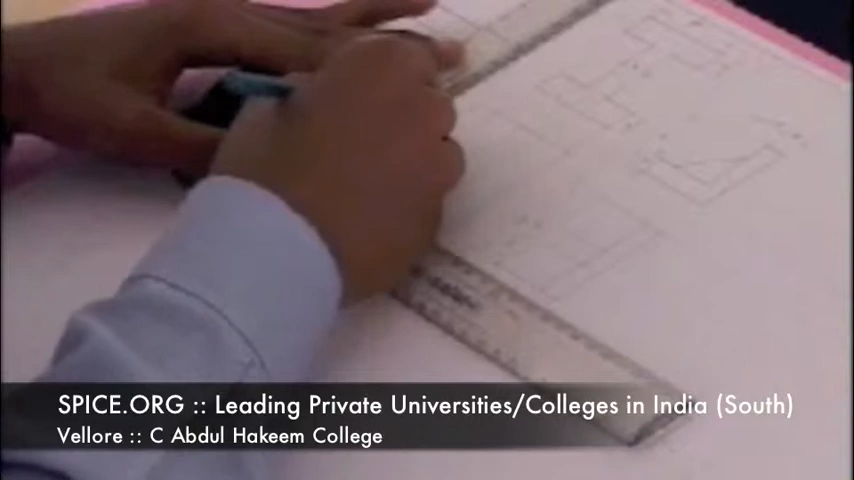 SPICE.ORG :: Leading Private Universities/Colleges in India (South)
Vellore :: C Abdul Hakeem College